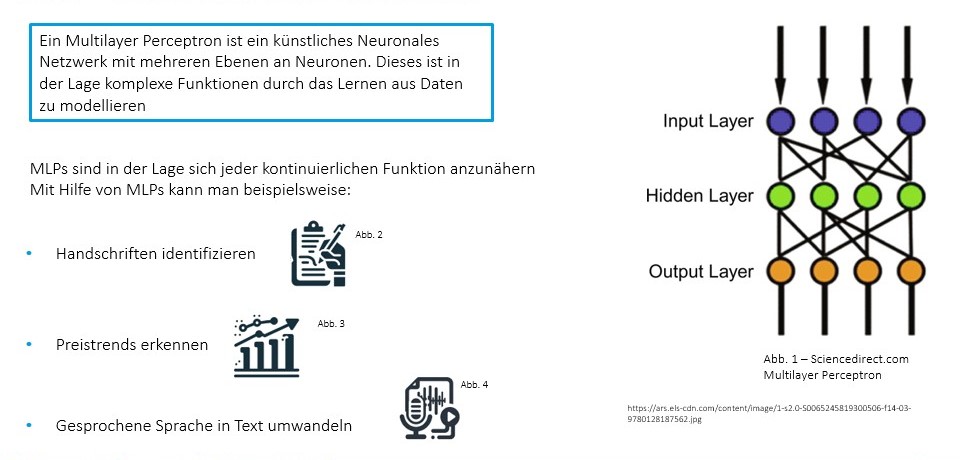 Ein Multilayer Perceptron ist ein künstliches Neuronales
Netzwerk mit mehreren Ebenen an Neuronen. Dieses ist in
der Lage komplexe Funktionen durch das Lernen aus Daten
zu modellieren
MLPs sind in der Lage sich jeder kontinuierlichen Funktion anzunähern
Mit Hilfe von MLPs kann man beispielsweise:
• Handschriften identifizieren
Abb. 2
• Preistrends erkennen
Abb. 3
• Gesprochene Sprache in Text umwandeln
Abb. 4
Input Layer
Hidden Layer
Output Layer
Abb. 1 – Sciencedirect.com
Multilayer Perceptron
https://ars.els-cdn.com/content/image/1-s2.0-S0065245819300506-f14-03-
9780128187562.jpg